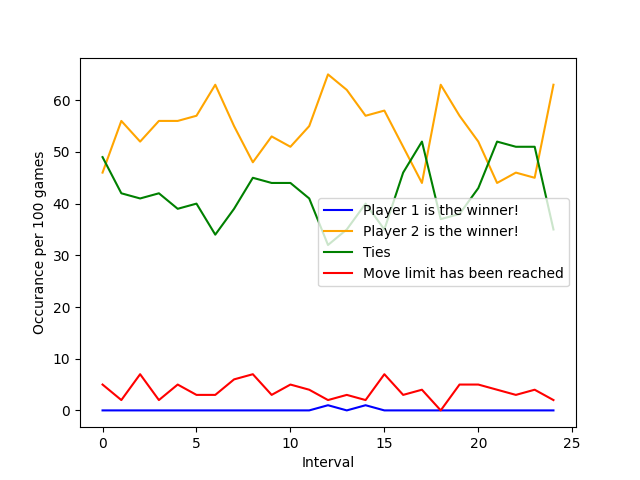 60
50
40
30
20
10
0
Occurance per 100 games
Player 1 is the winner!
Player 2 is the winner!
Ties
Move limit has been reached
0 5 10 15 20 25
Interval